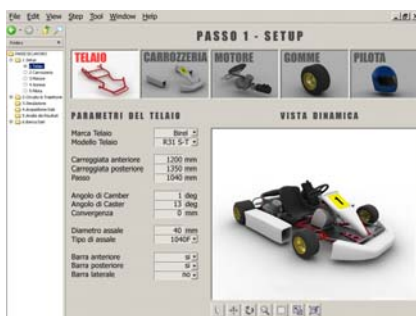 File Edit View Step Tool Window Help
PASSO 1 - SETUP
TELAIO
CARROZZERIA
MOTORE
GOMME
PILOTA
1 Setup
PARAMETRI DEL TELAIO
VISTA DINAMICA
Marca Telaio Birel
Modello Telaio R31 S-T
Carreggiata anteriore 1200 mm
Carreggiata posteriore 1350 mm
Passo 1040 mm
Angolo di Camber 1 deg
Angolo di Caster 13 deg
Convergenza 0 mm
Diametro assale 40 mm
Tipo di assale 1040F
Barra anteriore si
Barra posteriore si
Barra laterale no
1